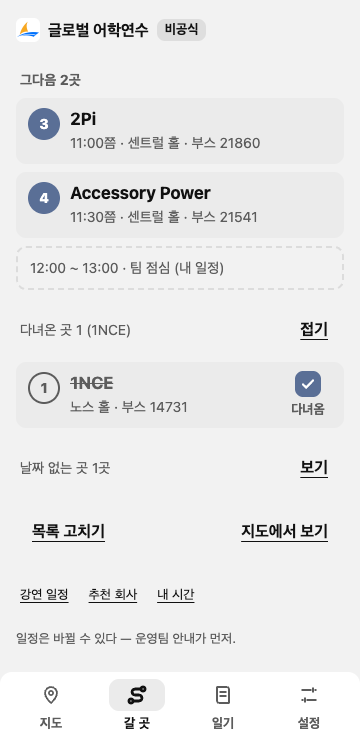 글로벌 어학연수 비공식
그다음 2곳
3 2Pi
11:00쯤 · 센트럴 홀 · 부스 21860
4 Accessory Power
11:30쯤 · 센트럴 홀 · 부스 21541
12:00 ~ 13:00 · 팀 점심 (내 일정)
다녀온 곳 1 (1NCE) 접기
1 1NCE
노스 홀 · 부스 14731 다녀옴
날짜 없는 곳 1곳 보기
목록 고치기 지도에서 보기
강연 일정 추천 회사 내 시간
일정은 바뀔 수 있다 — 운영팀 안내가 먼저.
지도 갈 곳 일기 설정